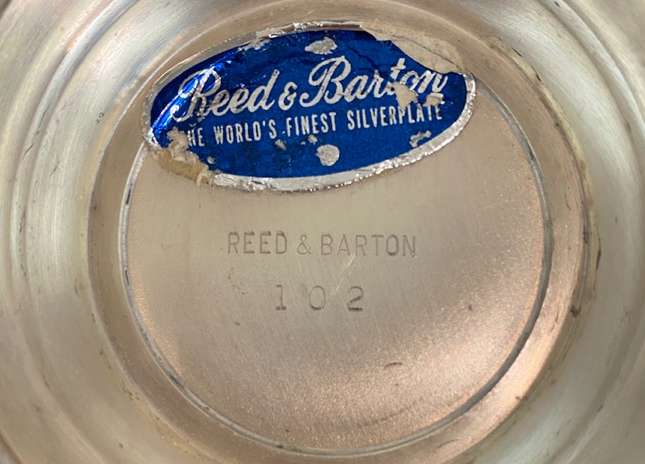 Reed & Barton
THE WORLD'S FINEST SILVERPLATE
REED & BARTON
102